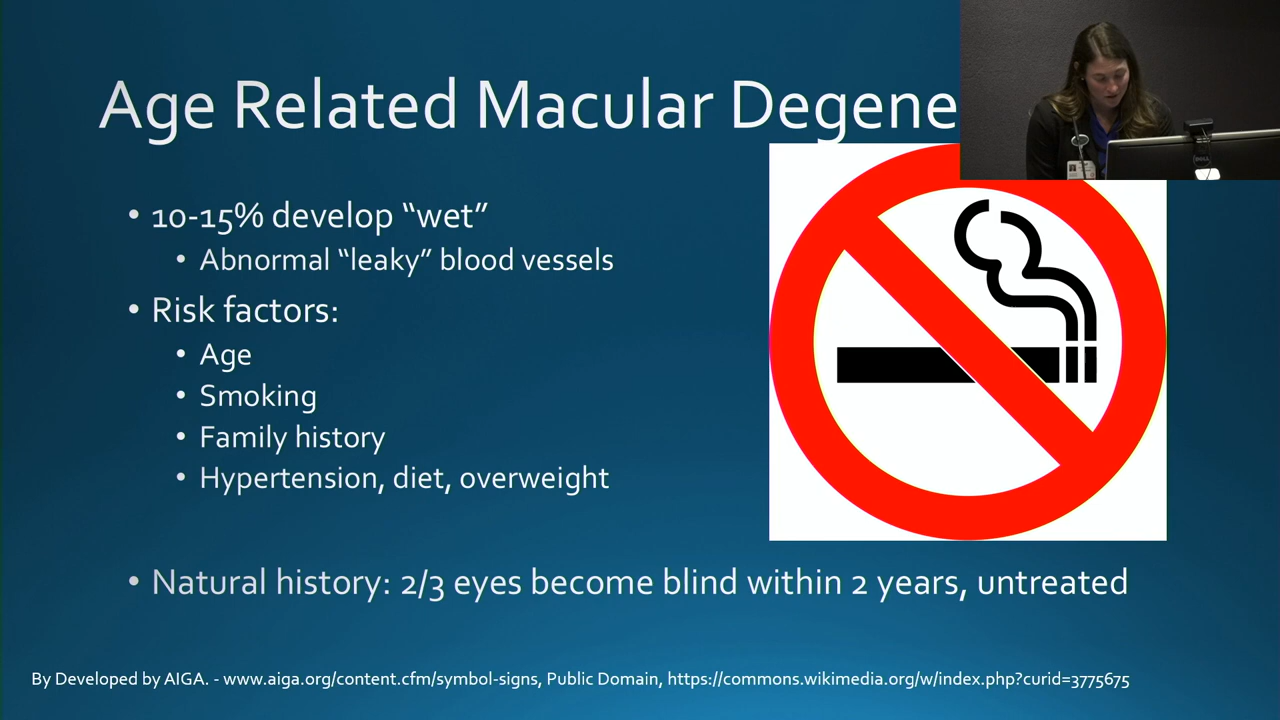 Age Related Macular Degene
• 10-15% develop “wet”
• Abnormal “leaky” blood vessels
• Risk factors:
• Age
• Smoking
• Family history
• Hypertension, diet, overweight
• Natural history: 2/3 eyes become blind within 2 years, untreated
By Developed by AIGA. - www.aiga.org/content.cfm/symbol-signs, Public Domain, https://commons.wikimedia.org/w/index.php?curid=3775675